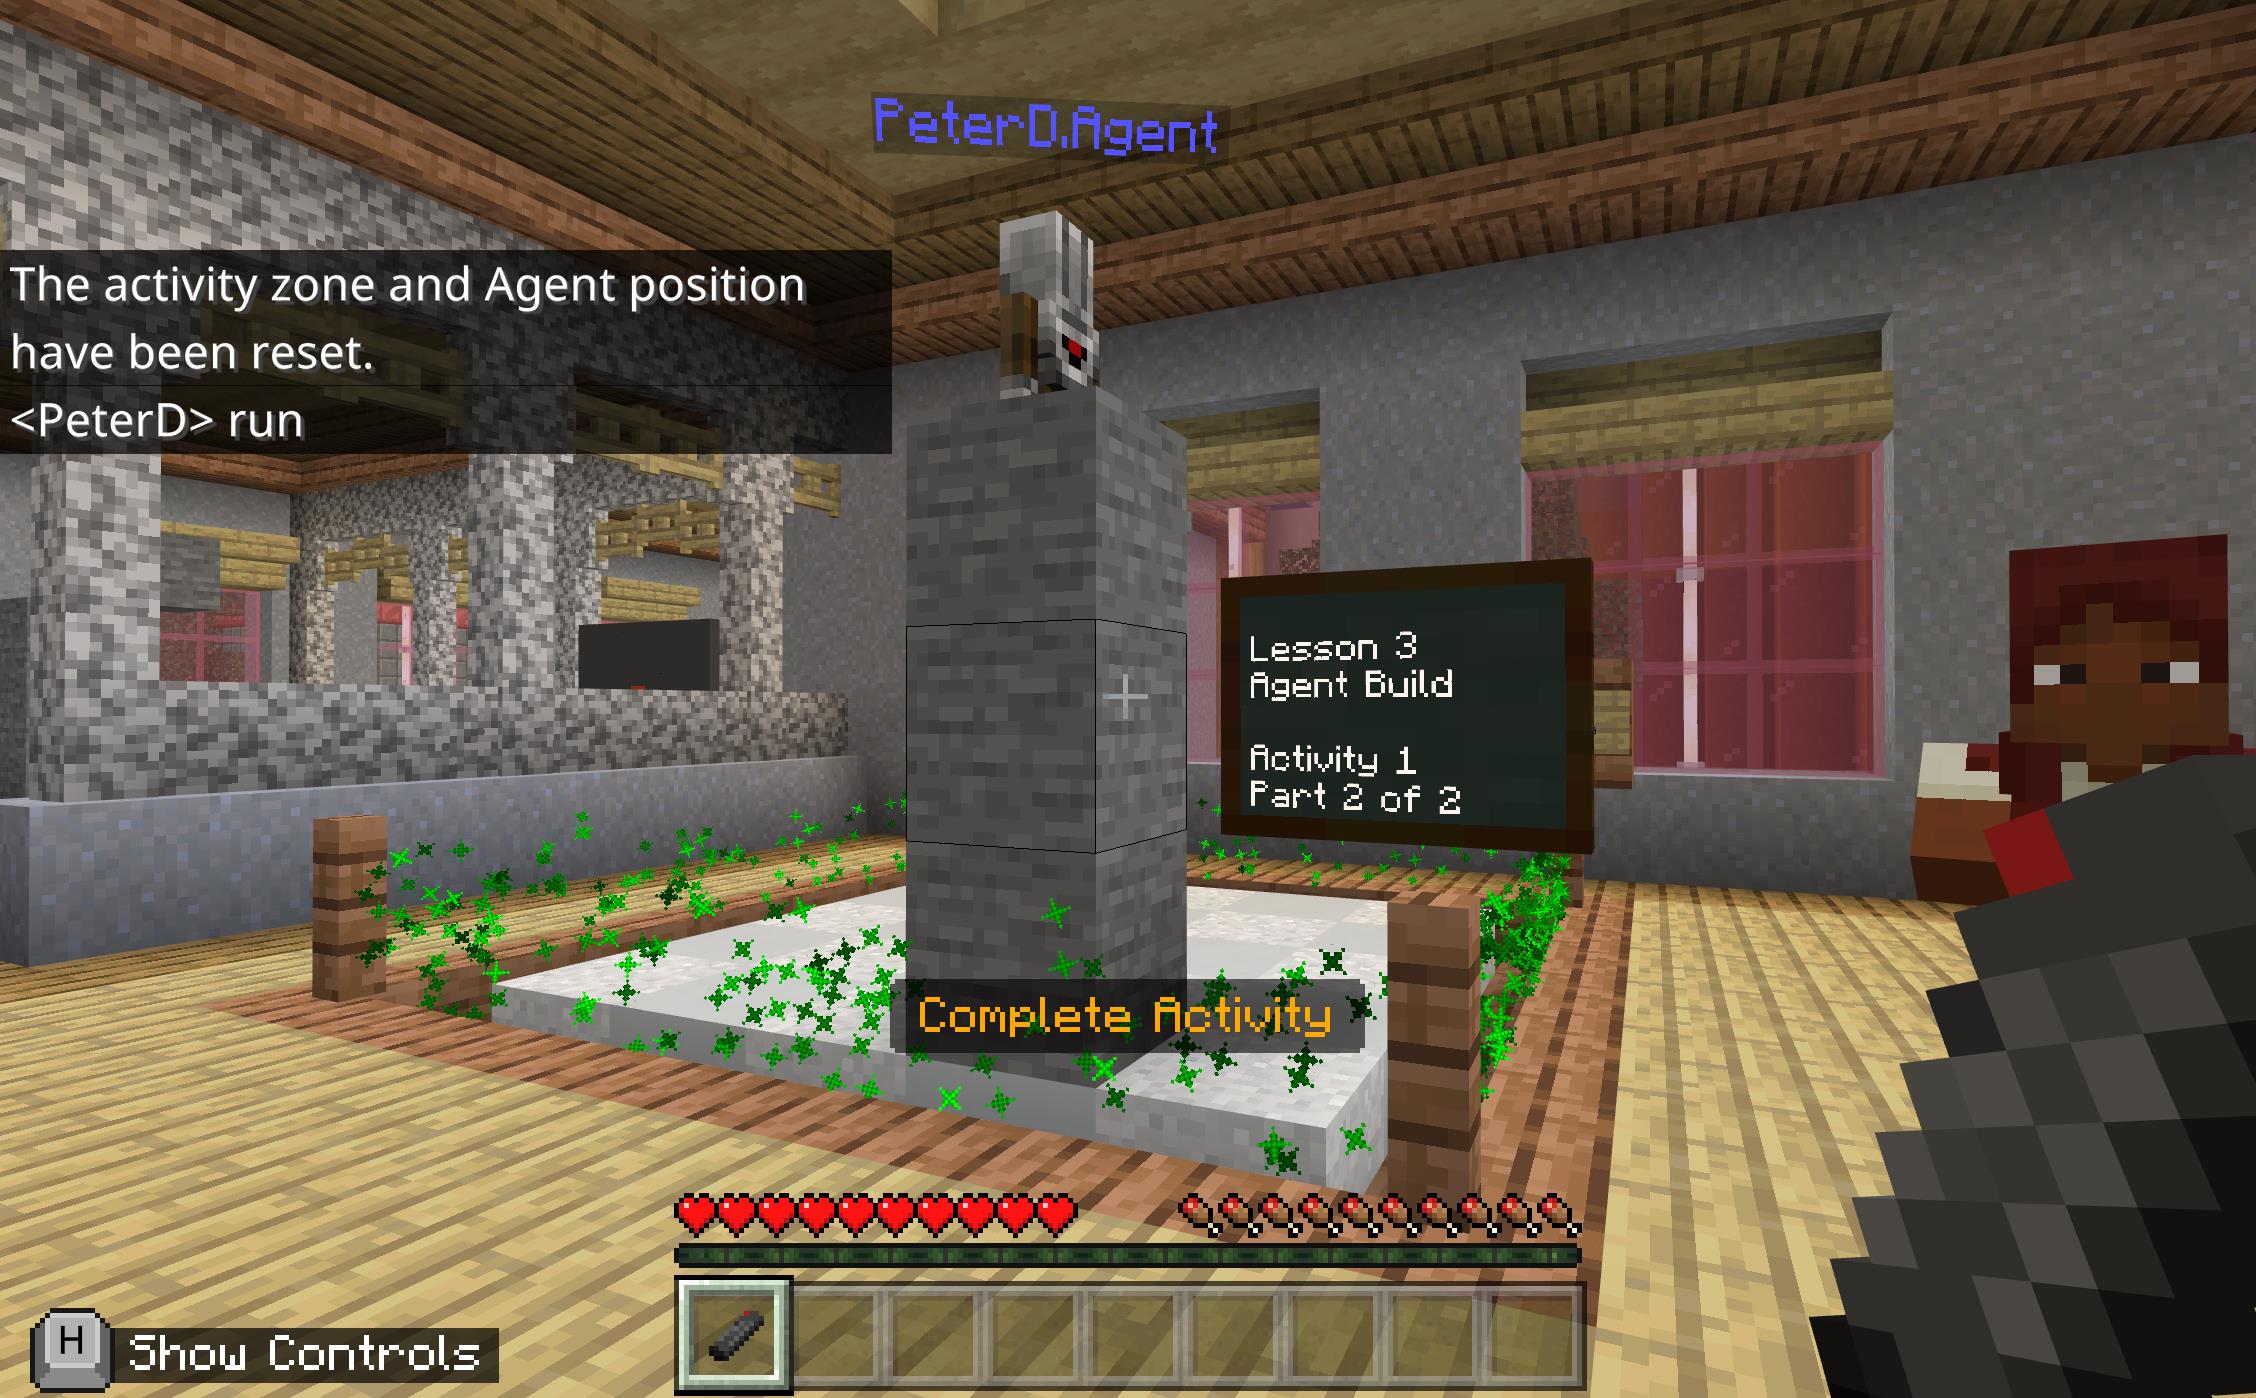 PeterD.Agent
The activity zone and Agent position
have been reset.
<PeterD> run
Lesson 3
Agent Build
Activity 1
Part 2 of 2
Complete Activity
H
Show Controls